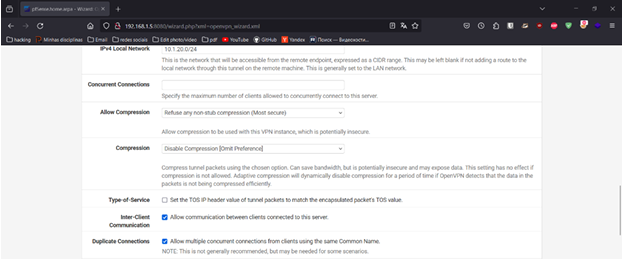 pfSense.home.arpa - Wizard: O
192.168.1.5:8080/wizard.php?xml=openvpn_wizard.xml
hacking Minhas disciplinas Email redes sociais Edit photo/video pdf YouTube GitHub Yandex Поиск — Видимости...
IPv4 Local Network 10.1.20.0/24
This is the network that will be accessible from the remote endpoint, expressed as a CIDR range. This may be left blank if not adding a route to the
local network through this tunnel on the remote machine. This is generally set to the LAN network.
Concurrent Connections
Specify the maximum number of clients allowed to concurrently connect to this server.
Allow Compression Refuse any non-stub compression (Most secure)
Allow compression to be used with this VPN instance, which is potentially insecure.
Compression Disable Compression [Omit Preference]
Compress tunnel packets using the chosen option. Can save bandwidth, but is potentially insecure and may expose data. This setting has no effect if
compression is not allowed. Adaptive compression will dynamically disable compression for a period of time if OpenVPN detects that the data in the
packets is not being compressed efficiently.
Type-of-Service Set the TOS IP header value of tunnel packets to match the encapsulated packet's TOS value.
Inter-Client Allow communication between clients connected to this server.
Communication
Duplicate Connections Allow multiple concurrent connections from clients using the same Common Name.
NOTE: This is not generally recommended, but may be needed for some scenarios.